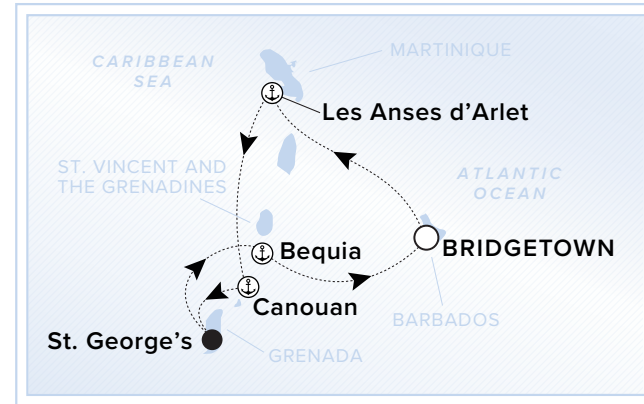 CARIBBEAN
SEA
MARTINIQUE
Les Anses d’Arlet
ST. VINCENT AND
THE GRENADINES
ATLANTIC
OCEAN
Bequia
BRIDGETOWN
Canouan
BARBADOS
St. George’s
GRENADA